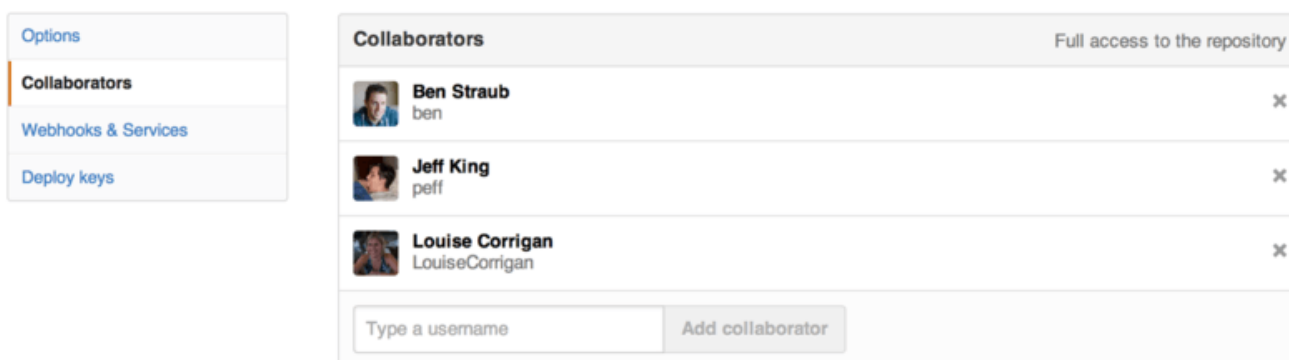 Options
Collaborators
Webhooks & Services
Deploy keys
Collaborators
Full access to the repository
Ben Straub
ben
Jeff King
peff
Louise Corrigan
LouiseCorrigan
Type a username
Add collaborator